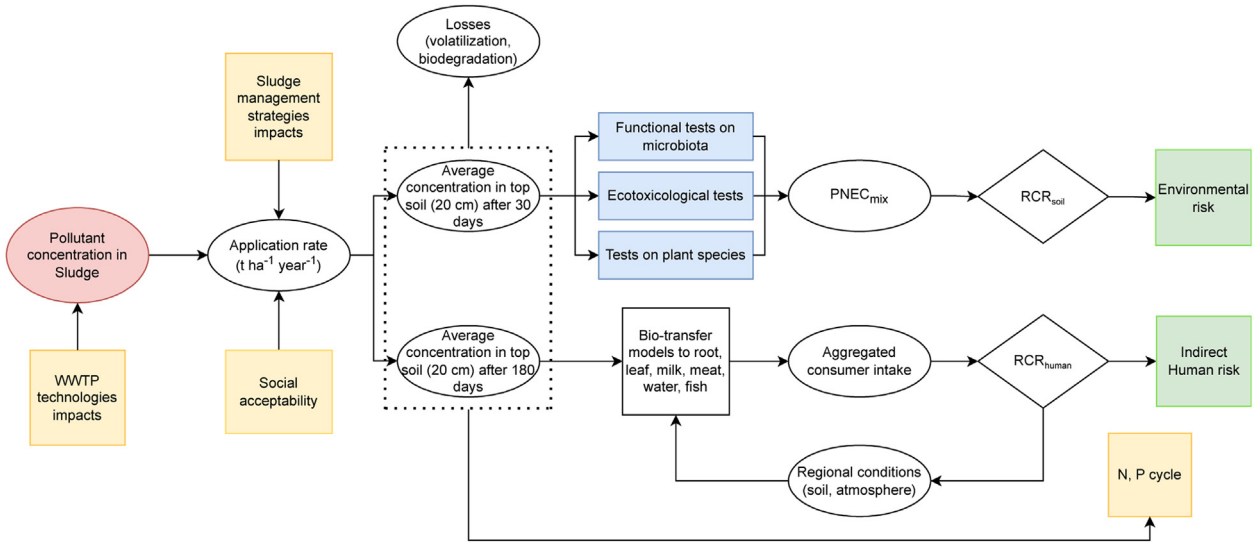 Losses
(volatilization,
biodegradation)
Sludge
management
strategies
impacts
Functional tests on
microbiota
Average
concentration in top
soil (20 cm) after 30
days
Ecotoxicological tests
PNECmix
RCRsoil
Environmental
risk
Pollutant
concentration in
Sludge
Application rate
(t ha-1 year-1)
Tests on plant species
WWTP
technologies
impacts
Social
acceptability
Average
concentration in top
soil (20 cm) after 180
days
Bio-transfer
models to root,
leaf, milk, meat,
water, fish
Aggregated
consumer intake
RCRhuman
Indirect
Human risk
Regional conditions
(soil, atmosphere)
N, P cycle